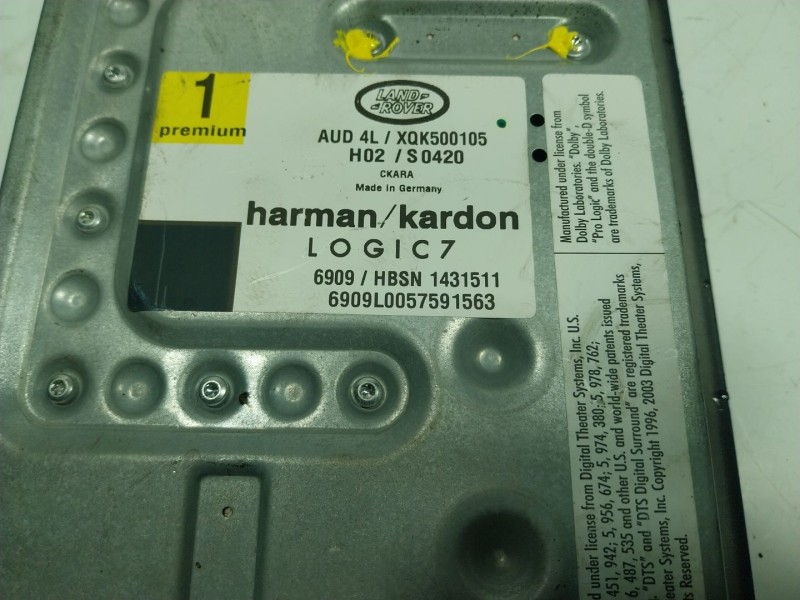 1
premium
LAND-
-ROVER
AUD 4L / XQK500105
H02 / S0420
CKARA
Made in Germany
harman/kardon
LOGIC7
6909 / HBSN 1431511
6909L0057591563
Manufactured under license from
Dolby Laboratories. "Dolby",
"Pro Logic" and the double-D symbol
are trademarks of Dolby Laboratories.
d under license from Digital Theater Systems, Inc. U.S.
451, 942; 5, 956, 674; 5, 974, 380; 5, 978, 762;
6, 487, 535 and other U.S. and world-wide patents issued
"DTS" and "DTS Digital Surround" are registered trademarks
eater Systems, Inc. Copyright 1996, 2003 Digital Theater Systems,
ts Reserved.